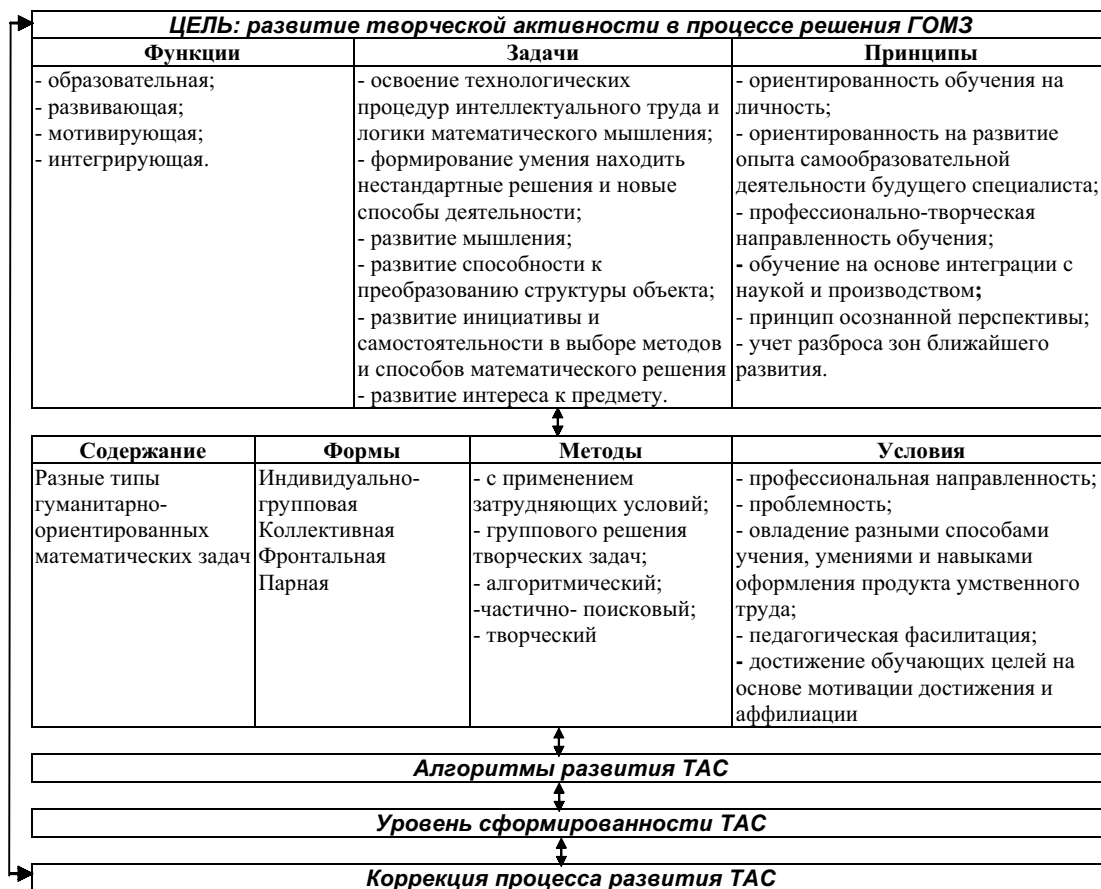 ЦЕЛЬ: развитие творческой активности в процессе решения ГОМЗ
Функции
- образовательная;
- развивающая;
- мотивирующая;
- интегрирующая.
Задачи
- освоение технологических
процедур интеллектуального труда и
логики математического мышления;
- формирование умения находить
нестандартные решения и новые
способы деятельности;
- развитие мышления;
- развитие способности к
преобразованию структуры объекта;
- развитие инициативы и
самостоятельности в выборе методов
и способов математического решения
- развитие интереса к предмету.
Принципы
- ориентированность обучения на
личность;
- ориентированность на развитие
опыта самообразовательной
деятельности будущего специалиста;
- профессионально-творческая
направленность обучения;
- обучение на основе интеграции с
наукой и производством;
- принцип осознанной перспективы;
- учет разброса зон ближайшего
развития.
Содержание
Разные типы
гуманитарно-
ориентированных
математических задач
Формы
Индивидуально-
групповая
Коллективная
Фронтальная
Парная
Методы
- с применением
затрудняющих условий;
- группового решения
творческих задач;
- алгоритмический;
-частично- поисковый;
- творческий
Условия
- профессиональная направленность;
- проблемность;
- овладение разными способами
учения, умениями и навыками
оформления продукта умственного
труда;
- педагогическая фасилитация;
- достижение обучающих целей на
основе мотивации достижения и
аффилиации
Алгоритмы развития ТАС
Уровень сформированности ТАС
Коррекция процесса развития ТАС